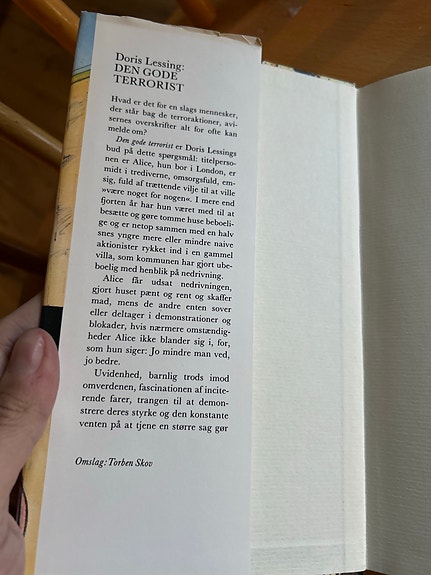 Doris Lessing:
DEN GODE
TERRORIST
Hvad er det for en slags mennesker,
der står bag de terroraktioner, avi-
sernes overskrifter alt for ofte kan
melde om?
Den gode terrorist er Doris Lessings
bud på dette spørgsmål: titelperso-
nen er Alice, hun bor i London, er
midt i trediverne, omsorgsfuld, em-
sig, fuld af trættende vilje til at ville
»være noget for nogen«. I mere end
fjorten år har hun været med til at
besætte og gøre tomme huse beboeli-
ge og er netop sammen med en halv
snes yngre mere eller mindre naive
aktionister rykket ind i en gammel
villa, som kommunen har gjort ube-
boelig med henblik på nedrivning.
Alice får udsat nedrivningen,
gjort huset pænt og rent og skaffer
mad, mens de andre enten sover
eller deltager i demonstrationer og
blokader, hvis nærmere omstændig-
heder Alice ikke blander sig i, for,
som hun siger: Jo mindre man ved,
jo bedre.
Uvidenhed, barnlig trods imod
omverdenen, fascinationen af incite-
rende farer, trangen til at demon-
strere deres styrke og den konstante
venten på at tjene en større sag gør
Omslag: Torben Skov